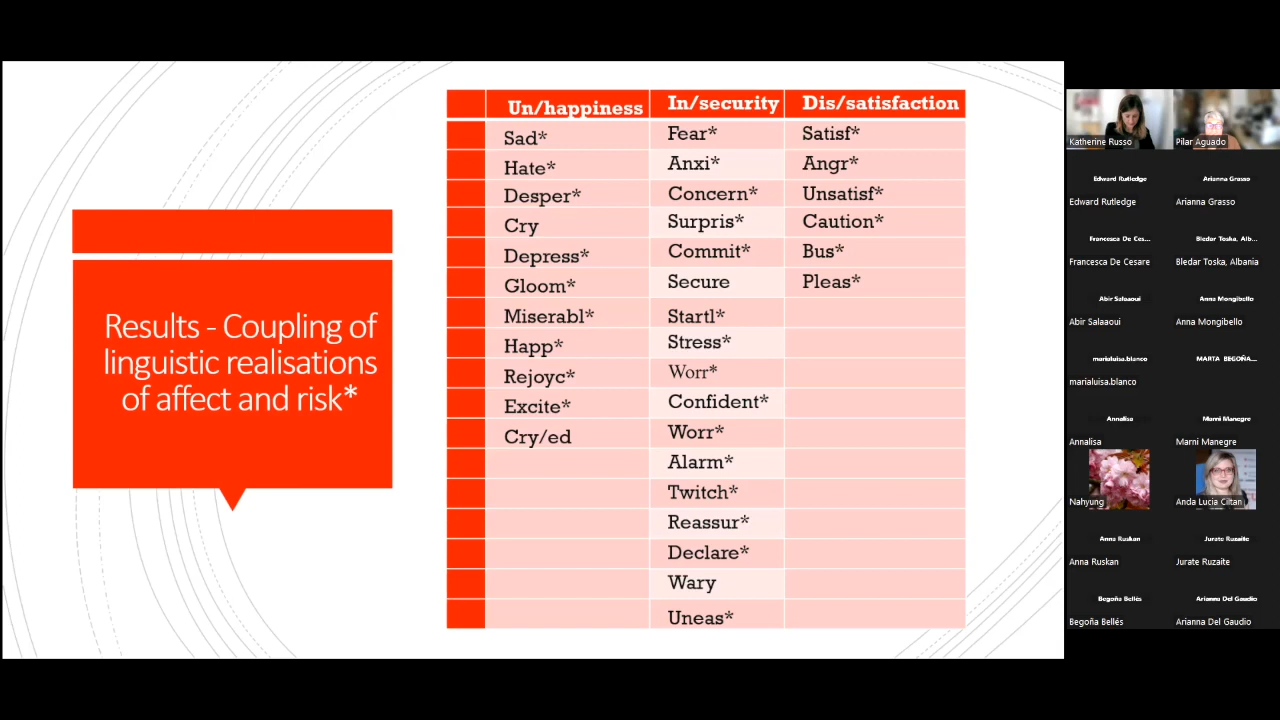 Results - Coupling of
linguistic realisations
of affect and risk*
Un/happiness In/security Dis/satisfaction
Sad* Fear* Satisf*
Hate* Anxi* Angr*
Desper* Concern* Unsatisf*
Cry Surpris* Caution*
Depress* Commit* Bus*
Gloom* Secure Pleas*
Miserabl* Startl*
Happ* Stress*
Rejoyc* Worr*
Excite* Confident*
Cry/ed Worr*
Alarm*
Twitch*
Reassur*
Declare*
Wary
Uneas*
Katherine Russo Pilar Aguado
Edward Rutledge Arianna Grasso
Edward Rutledge Arianna Grasso
Francesca De Ces... Bledar Toska, Alb...
Francesca De Cesare Bledar Toska, Albania
Abir Salaaoui Anna Mongibello
Abir Salaaoui Anna Mongibello
marialuisa.blanco MARTA BEGOÑA...
marialuisa.blanco
Annalisa Marni Manegre
Annalisa Marni Manegre
Nahyung Anda Lucia Ciltan
Anna Ruskan Jurate Ruzaite
Anna Ruskan Jurate Ruzaite
Begoña Bellés Arianna Del Gaudio
Begoña Bellés Arianna Del Gaudio